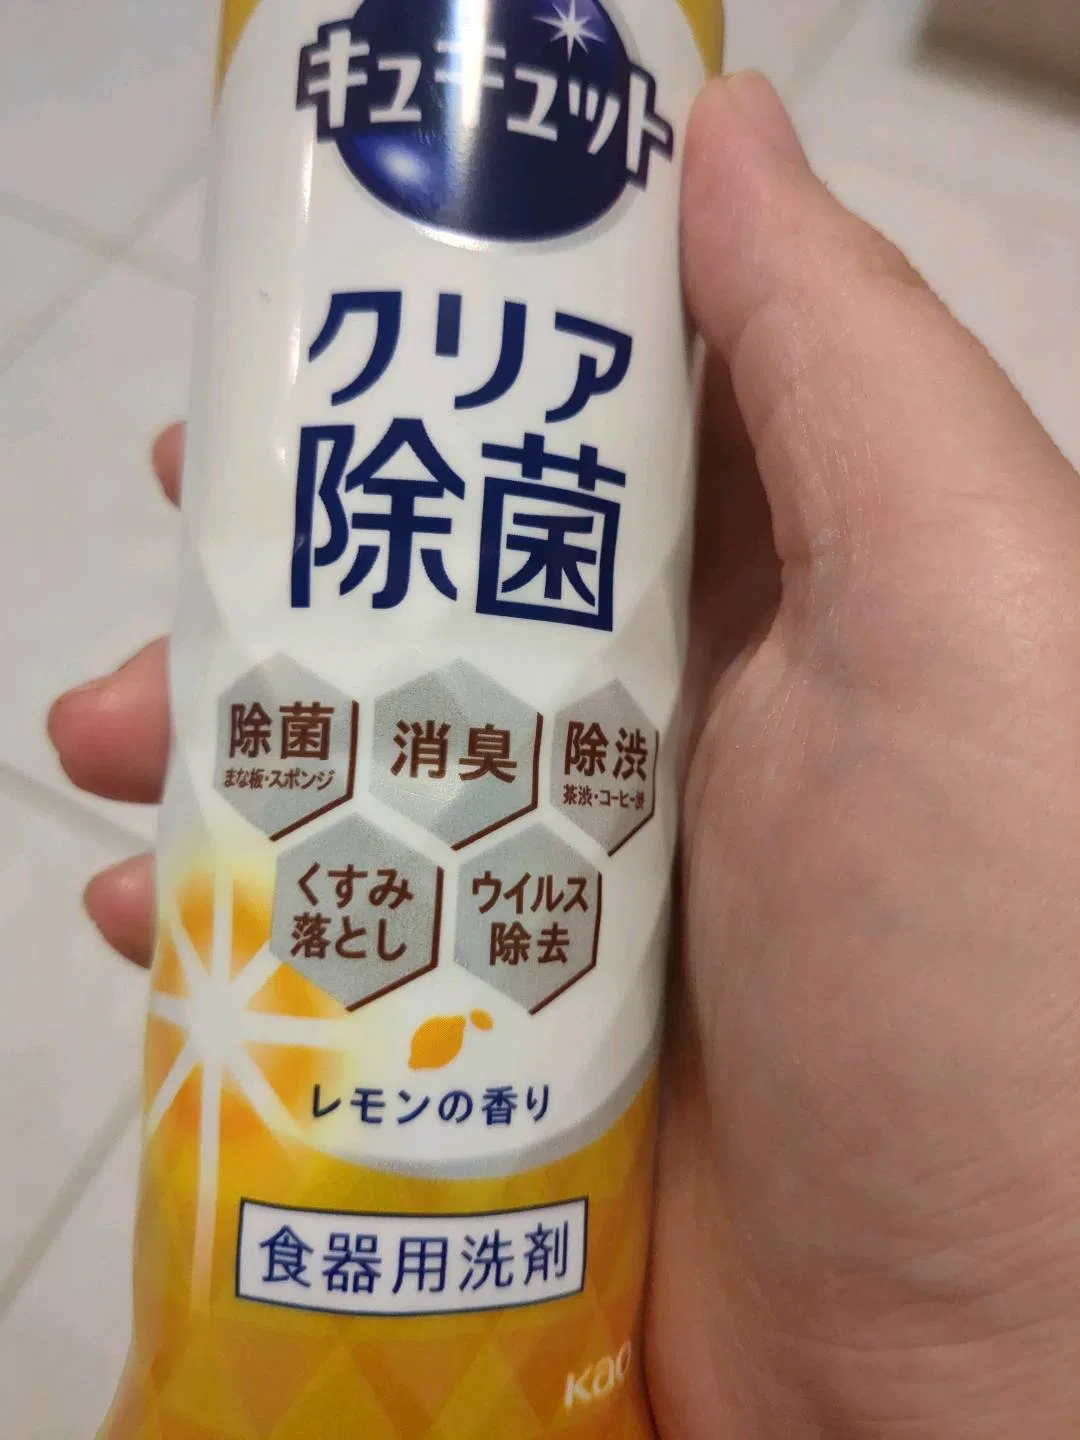 キュキュット
クリア
除菌
除菌
まな板・スポンジ
消臭
除渋
茶渋・コーヒー渋
くすみ
落とし
ウイルス
除去
レモンの香り
食器用洗剤
Kao